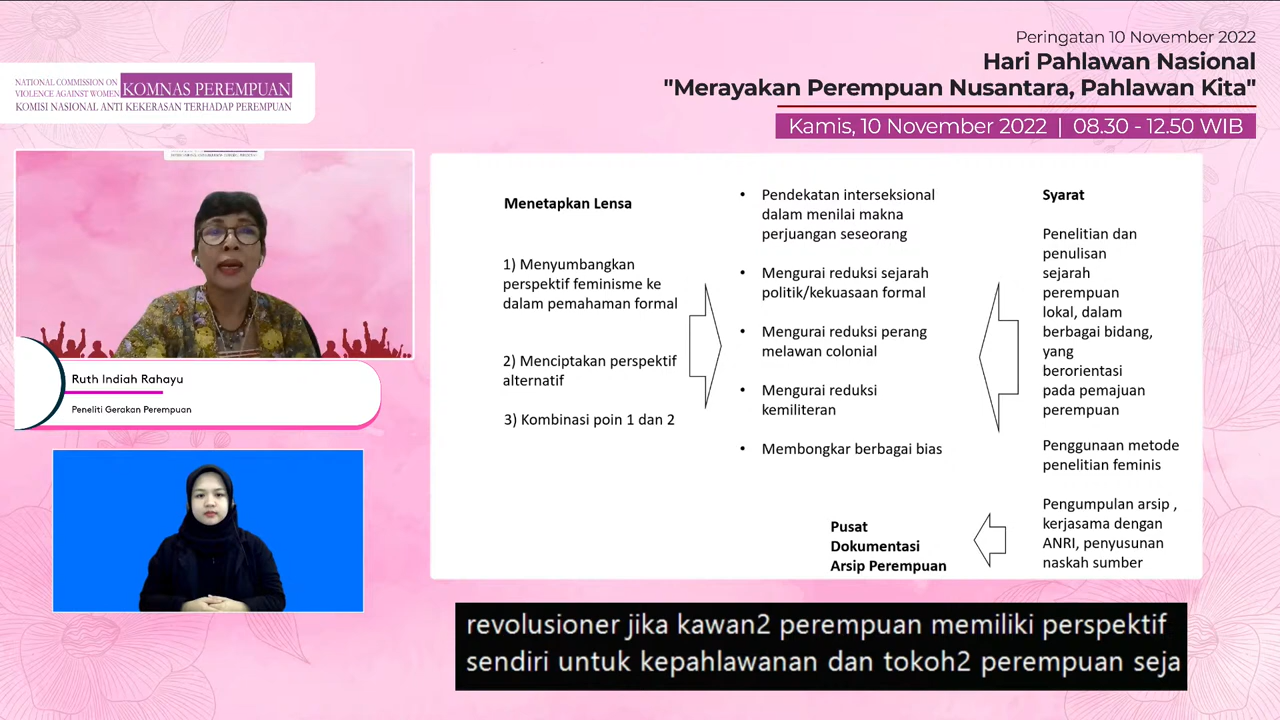 Peringatan 10 November 2022
Hari Pahlawan Nasional
"Merayakan Perempuan Nusantara, Pahlawan Kita"
Kamis, 10 November 2022 | 08.30 - 12.50 WIB
NATIONAL COMMISSION ON
VIOLENCE AGAINST WOMEN
KOMNAS PEREMPUAN
KOMISI NASIONAL ANTI KEKERASAN TERHADAP PEREMPUAN
Ruth Indiah Rahayu
Peneliti Gerakan Perempuan
Menetapkan Lensa
1) Menyumbangkan
perspektif feminisme ke
dalam pemahaman formal
2) Menciptakan perspektif
alternatif
3) Kombinasi poin 1 dan 2
• Pendekatan interseksional
dalam menilai makna
perjuangan seseorang
• Mengurai reduksi sejarah
politik/kekuasaan formal
• Mengurai reduksi perang
melawan colonial
• Mengurai reduksi
kemiliteran
• Membongkar berbagai bias
Syarat
Penelitian dan
penulisan
sejarah
perempuan
lokal, dalam
berbagai bidang,
yang
berorientasi
pada pemajuan
perempuan
Penggunaan metode
penelitian feminis
Pengumpulan arsip ,
kerjasama dengan
ANRI, penyusunan
naskah sumber
Pusat
Dokumentasi
Arsip Perempuan
revolusioner jika kawan2 perempuan memiliki perspektif
sendiri untuk kepahlawanan dan tokoh2 perempuan seja